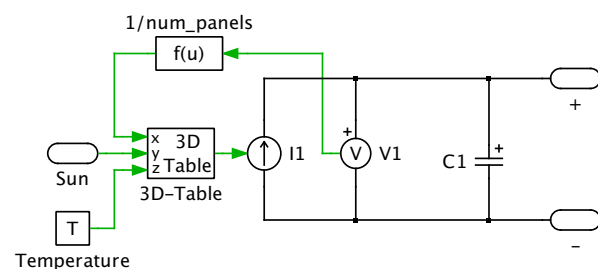 1/num_panels
f(u)
x
y
z
3D
Table
3D-Table
Sun
T
Temperature
I1
+
V
V1
C1
+
+
−